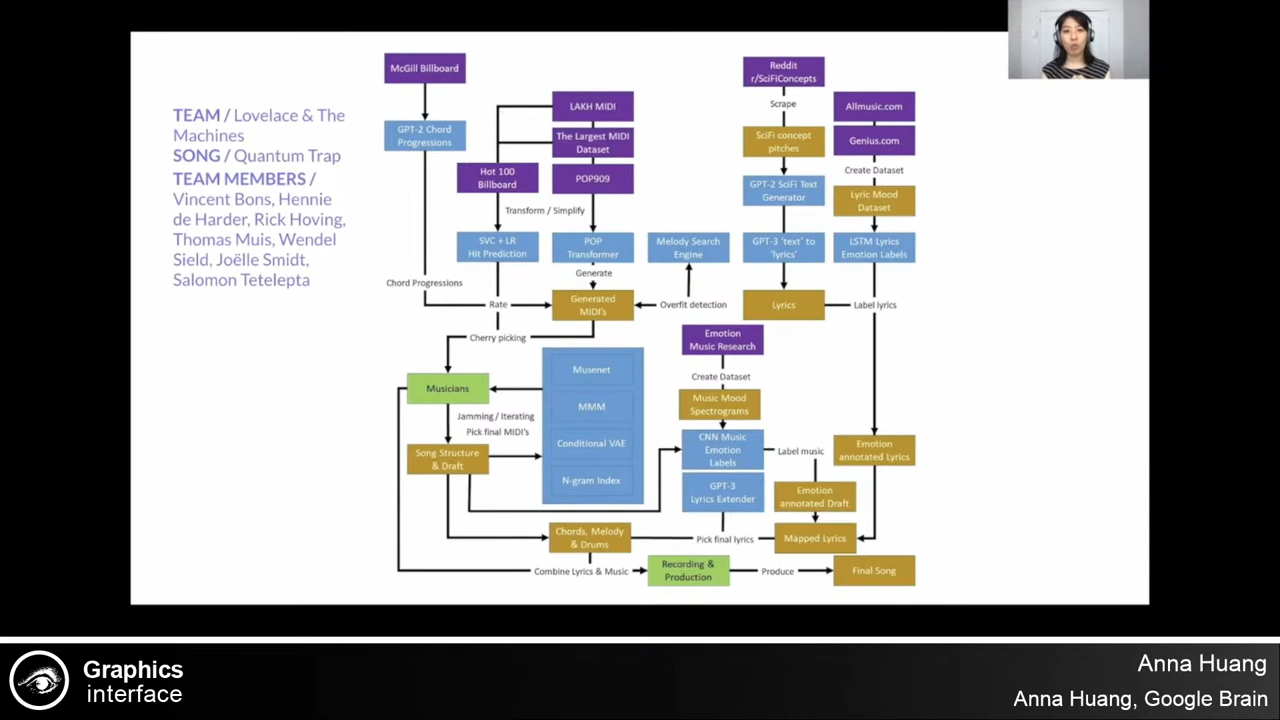 TEAM / Lovelace & The
Machines
SONG / Quantum Trap
TEAM MEMBERS /
Vincent Bons, Hennie
de Harder, Rick Hoving,
Thomas Muis, Wendel
Sield, Joëlle Smidt,
Salomon Tetelepta
McGill Billboard
GPT-2 Chord
Progressions
LAKH MIDI
The Largest MIDI
Dataset
Hot 100
Billboard
POP909
Transform / Simplify
SVC + LR
Hit Prediction
POP
Transformer
Melody Search
Engine
Generate
Chord Progressions
Rate
Generated
MIDI's
Overfit detection
Cherry picking
Reddit
r/SciFiConcepts
Scrape
SciFi concept
pitches
GPT-2 SciFi Text
Generator
GPT-3 'text' to
'lyrics'
Lyrics
Allmusic.com
Genius.com
Create Dataset
Lyric Mood
Dataset
LSTM Lyrics
Emotion Labels
Label lyrics
Musicians
Jamming / Iterating
Pick final MIDI's
Song Structure
& Draft
Musenet
MMM
Conditional VAE
N-gram Index
Emotion
Music Research
Create Dataset
Music Mood
Spectrograms
CNN Music
Emotion
Labels
Label music
GPT-3
Lyrics Extender
Emotion
annotated Draft
Emotion
annotated Lyrics
Chords, Melody
& Drums
Pick final lyrics
Mapped Lyrics
Combine Lyrics & Music
Recording &
Production
Produce
Final Song
Graphics
interface
Anna Huang
Anna Huang, Google Brain